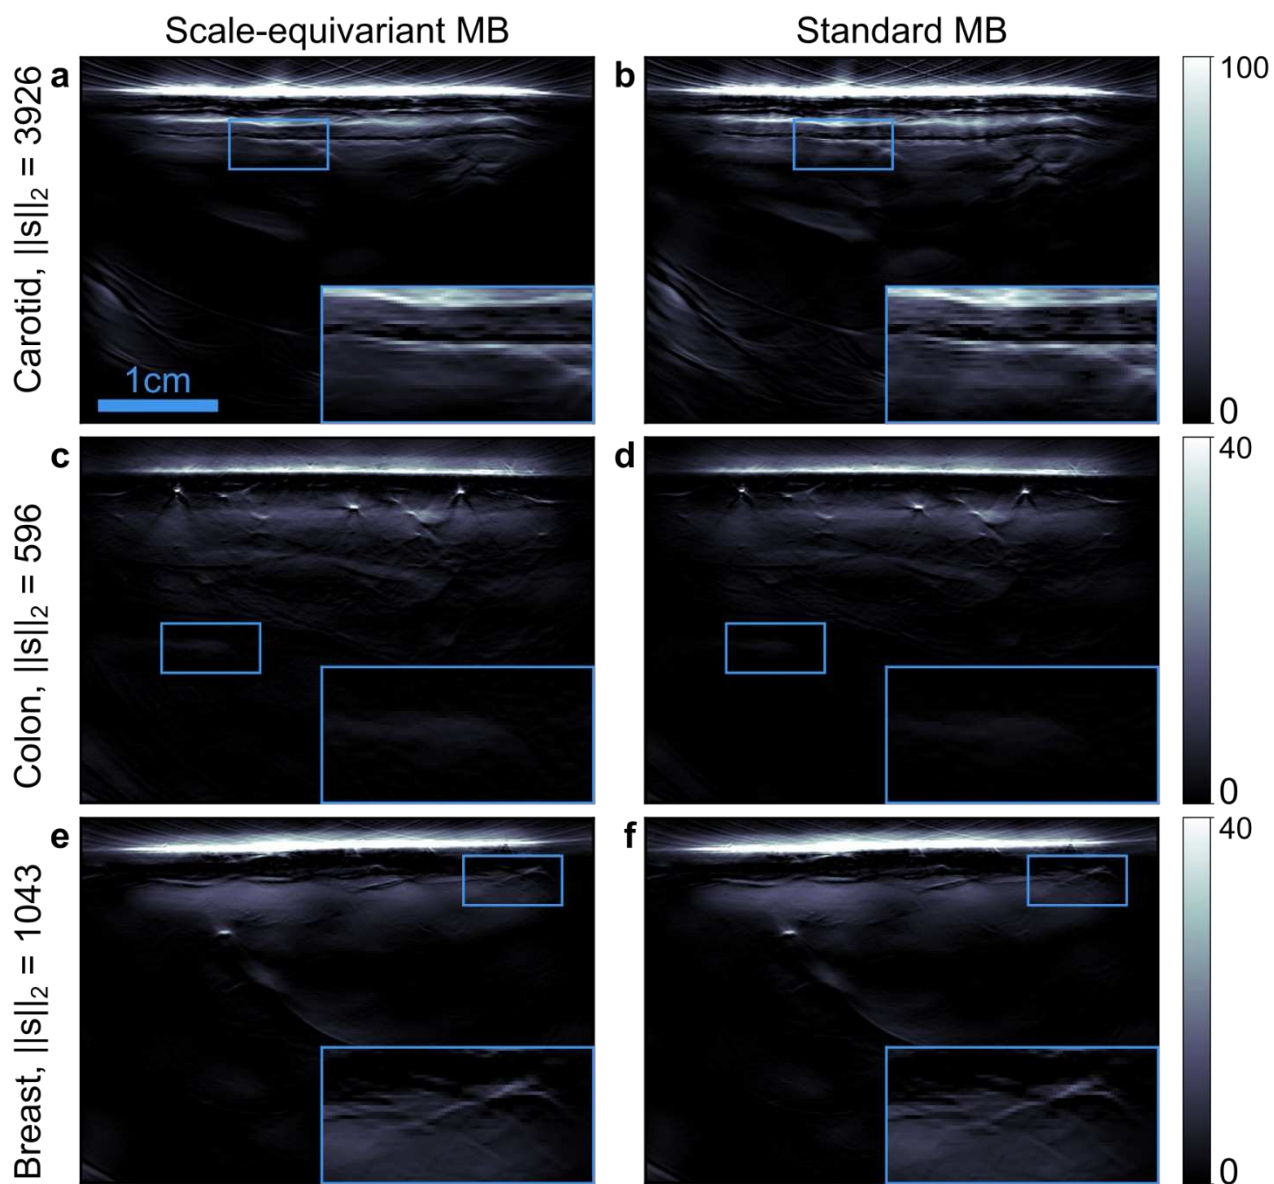 Scale-equivariant MB
Standard MB
Carotid, ||s||₂ = 3926
a
b
100
0
1cm
Colon, ||s||₂ = 596
c
d
40
0
Breast, ||s||₂ = 1043
e
f
40
0